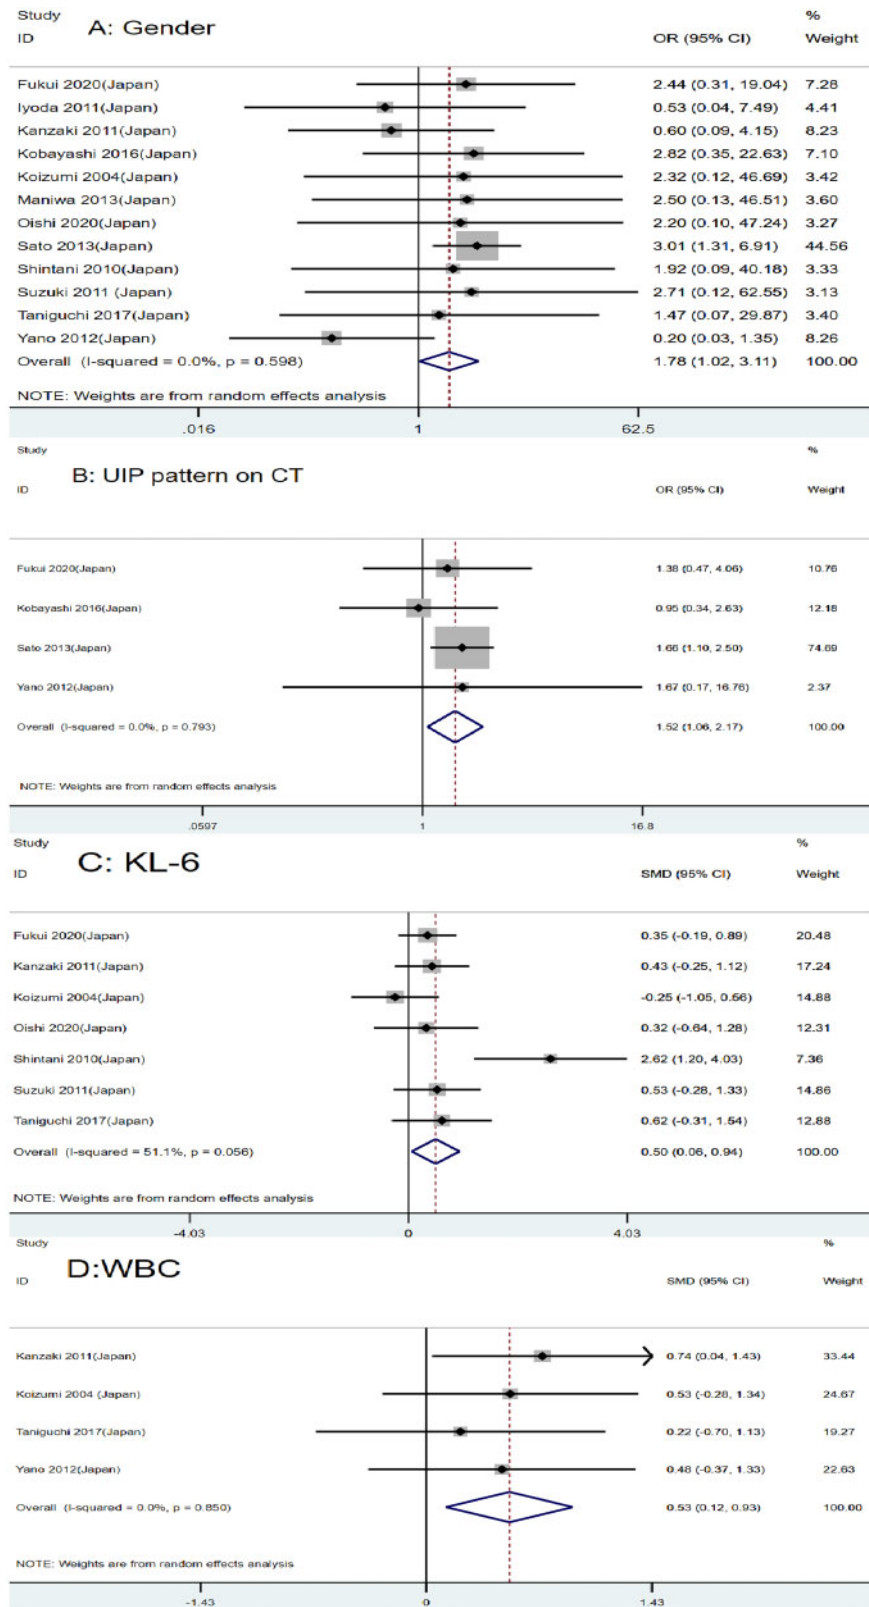 Study %
ID A: Gender OR (95% CI) Weight
Fukui 2020(Japan) 2.44 (0.31, 19.04) 7.28
Iyoda 2011(Japan) 0.53 (0.04, 7.49) 4.41
Kanzaki 2011(Japan) 0.60 (0.09, 4.15) 8.23
Kobayashi 2016(Japan) 2.82 (0.35, 22.63) 7.10
Koizumi 2004(Japan) 2.32 (0.12, 46.69) 3.42
Maniwa 2013(Japan) 2.50 (0.13, 46.51) 3.60
Oishi 2020(Japan) 2.20 (0.10, 47.24) 3.27
Sato 2013(Japan) 3.01 (1.31, 6.91) 44.56
Shintani 2010(Japan) 1.92 (0.09, 40.18) 3.33
Suzuki 2011 (Japan) 2.71 (0.12, 62.55) 3.13
Taniguchi 2017(Japan) 1.47 (0.07, 29.87) 3.40
Yano 2012(Japan) 0.20 (0.03, 1.35) 8.26
Overall (I-squared = 0.0%, p = 0.598) 1.78 (1.02, 3.11) 100.00
NOTE: Weights are from random effects analysis
.016 1 62.5
Study %
ID B: UIP pattern on CT OR (95% CI) Weight
Fukui 2020(Japan) 1.38 (0.47, 4.06) 10.76
Kobayashi 2016(Japan) 0.95 (0.34, 2.63) 12.18
Sato 2013(Japan) 1.66 (1.10, 2.50) 74.69
Yano 2012(Japan) 1.67 (0.17, 16.76) 2.37
Overall (I-squared = 0.0%, p = 0.793) 1.52 (1.06, 2.17) 100.00
NOTE: Weights are from random effects analysis
.0597 1 16.8
Study %
ID C: KL-6 SMD (95% CI) Weight
Fukui 2020(Japan) 0.35 (-0.19, 0.89) 20.48
Kanzaki 2011(Japan) 0.43 (-0.25, 1.12) 17.24
Koizumi 2004(Japan) -0.25 (-1.05, 0.56) 14.88
Oishi 2020(Japan) 0.32 (-0.64, 1.28) 12.31
Shintani 2010(Japan) 2.62 (1.20, 4.03) 7.36
Suzuki 2011(Japan) 0.53 (-0.28, 1.33) 14.86
Taniguchi 2017(Japan) 0.62 (-0.31, 1.54) 12.88
Overall (I-squared = 51.1%, p = 0.056) 0.50 (0.06, 0.94) 100.00
NOTE: Weights are from random effects analysis
-4.03 0 4.03
Study %
ID D:WBC SMD (95% CI) Weight
Kanzaki 2011(Japan) 0.74 (0.04, 1.43) 33.44
Koizumi 2004 (Japan) 0.53 (-0.28, 1.34) 24.67
Taniguchi 2017(Japan) 0.22 (-0.70, 1.13) 19.27
Yano 2012(Japan) 0.48 (-0.37, 1.33) 22.63
Overall (I-squared = 0.0%, p = 0.850) 0.53 (0.12, 0.93) 100.00
NOTE: Weights are from random effects analysis
-1.43 0 1.43